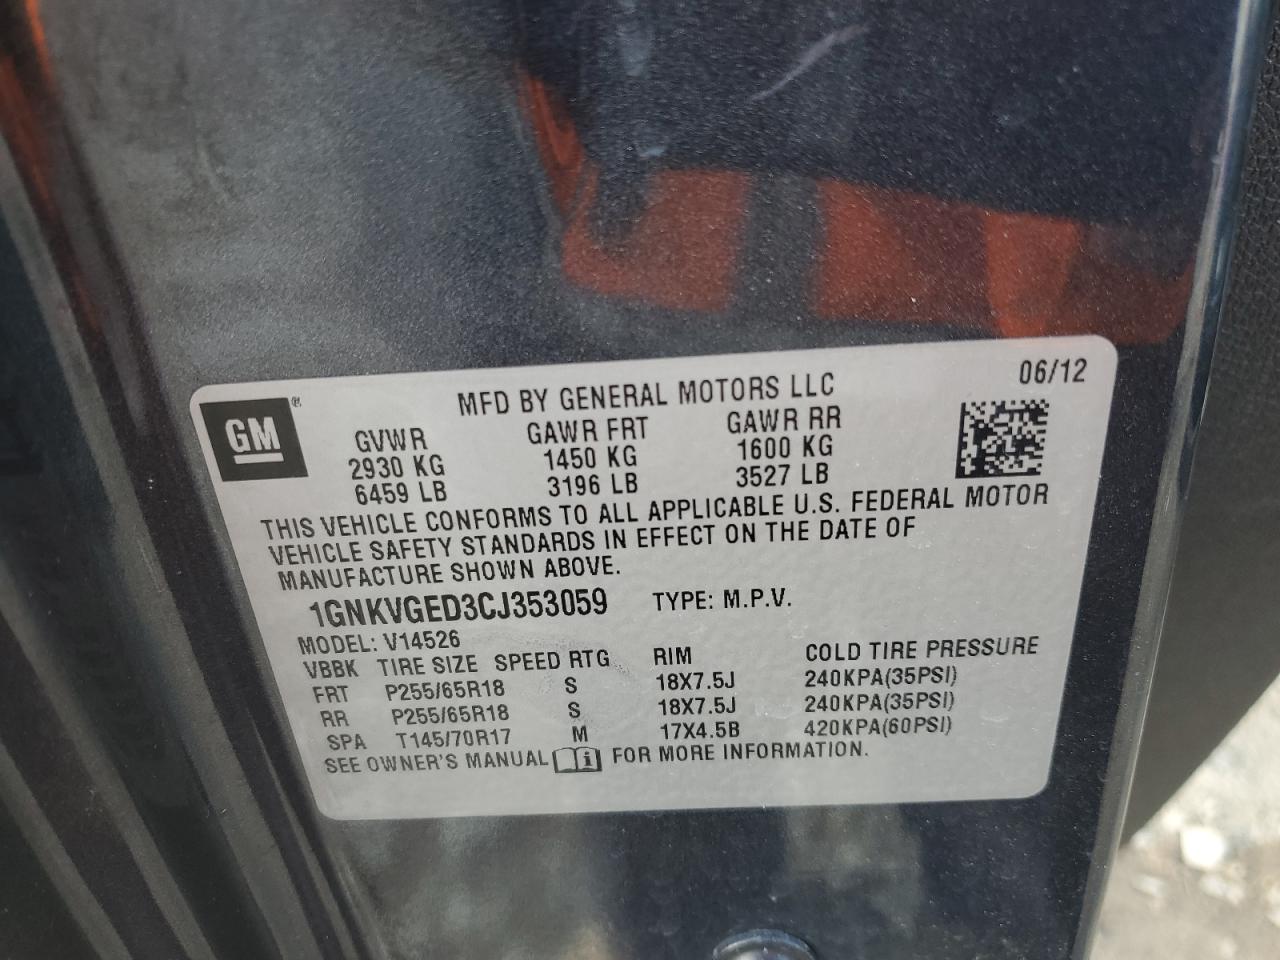 GM ®
MFD BY GENERAL MOTORS LLC 06/12
GVWR GAWR FRT GAWR RR
2930 KG 1450 KG 1600 KG
6459 LB 3196 LB 3527 LB
THIS VEHICLE CONFORMS TO ALL APPLICABLE U.S. FEDERAL MOTOR
VEHICLE SAFETY STANDARDS IN EFFECT ON THE DATE OF
MANUFACTURE SHOWN ABOVE.
1GNKVGED3CJ353059 TYPE: M.P.V.
MODEL: V14526
VBBK TIRE SIZE SPEED RTG RIM COLD TIRE PRESSURE
FRT P255/65R18 S 18X7.5J 240KPA(35PSI)
RR P255/65R18 S 18X7.5J 240KPA(35PSI)
SPA T145/70R17 M 17X4.5B 420KPA(60PSI)
SEE OWNER'S MANUAL i FOR MORE INFORMATION.